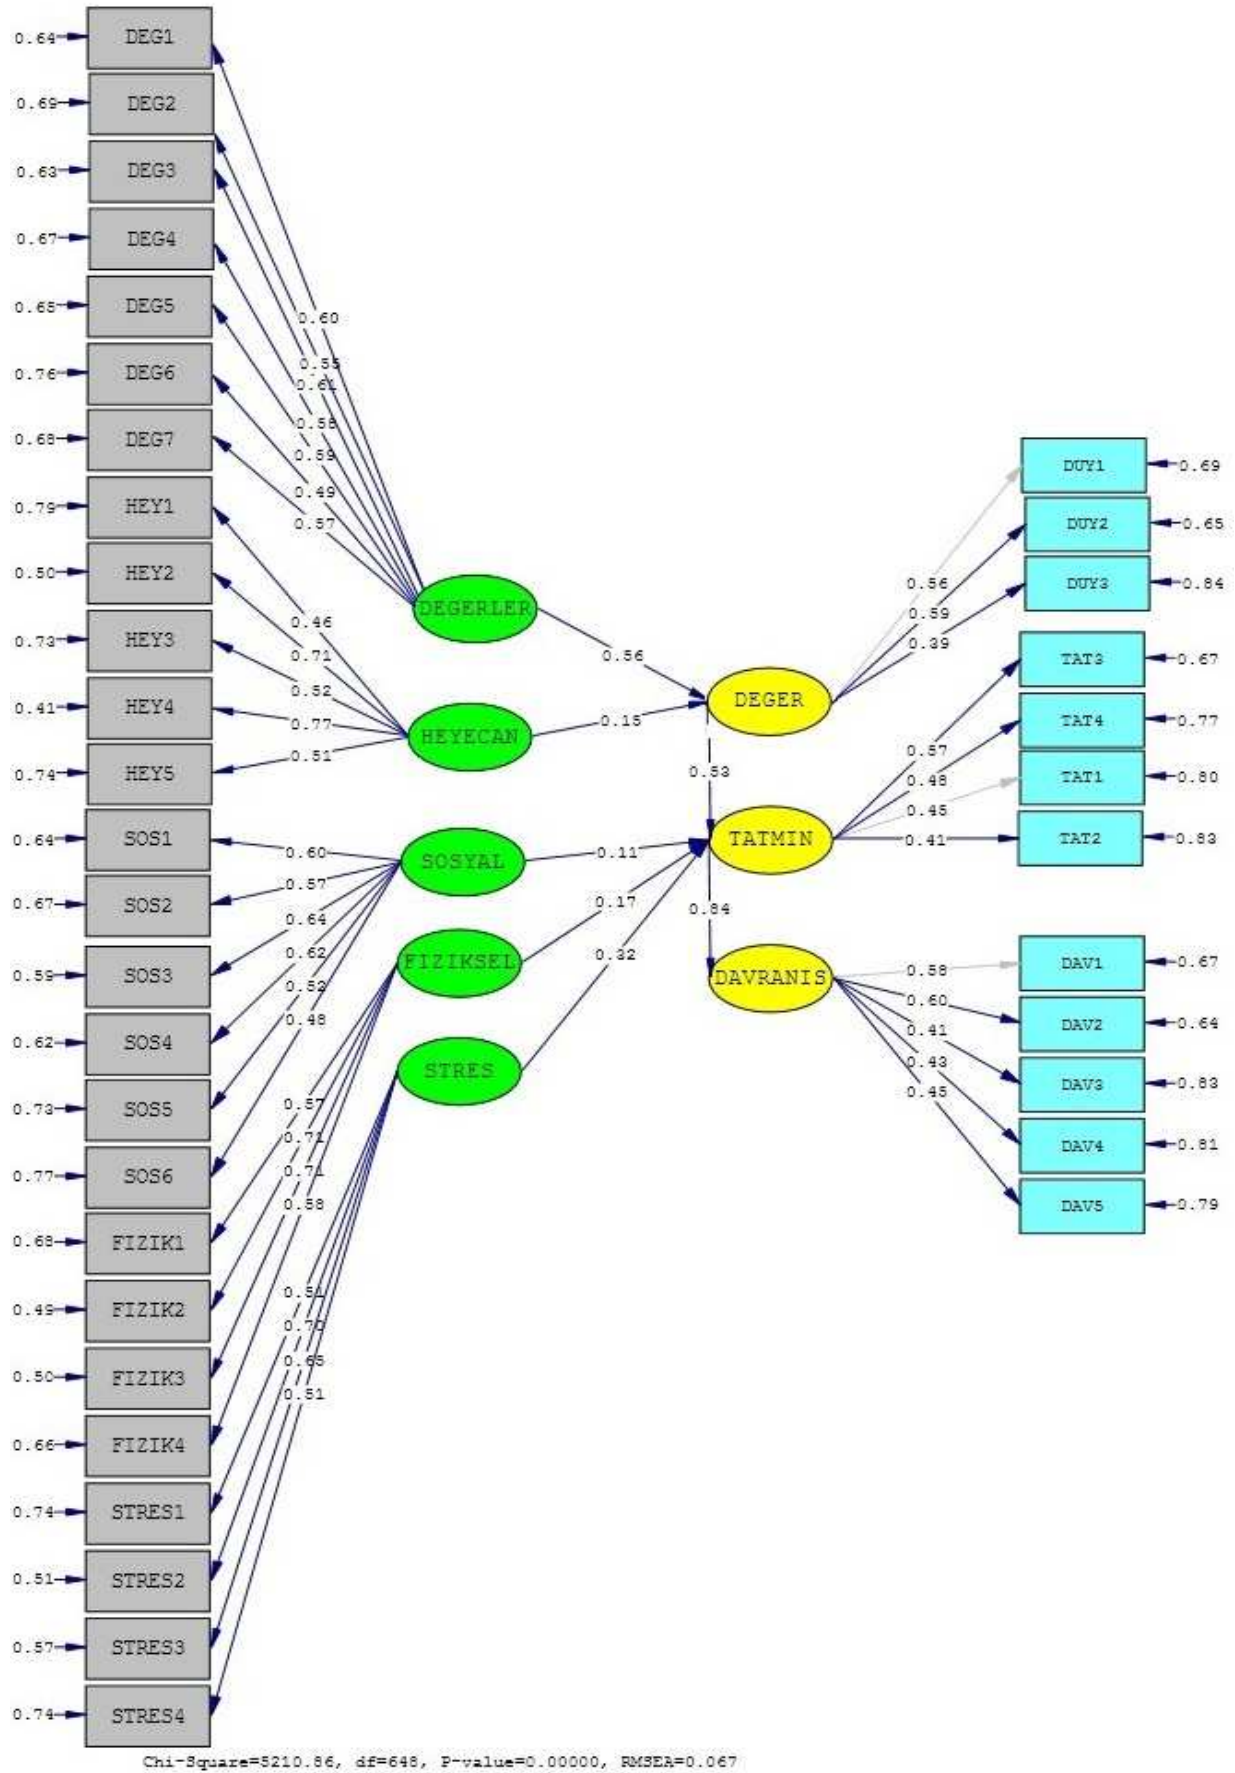 0.64 DEG1
0.69 DEG2
0.63 DEG3
0.67 DEG4
0.65 DEG5
0.76 DEG6
0.68 DEG7
0.79 HEY1
0.50 HEY2
0.73 HEY3
0.41 HEY4
0.74 HEY5
0.64 SOS1
0.67 SOS2
0.59 SOS3
0.62 SOS4
0.73 SOS5
0.77 SOS6
0.68 FIZIK1
0.49 FIZIK2
0.50 FIZIK3
0.66 FIZIK4
0.74 STRES1
0.51 STRES2
0.57 STRES3
0.74 STRES4
0.60
0.55
0.61
0.58
0.59
0.49
0.57
0.46
0.71
0.52
0.77
0.51
0.60
0.57
0.64
0.62
0.52
0.48
0.57
0.71
0.71
0.58
0.51
0.70
0.65
0.51
DEGERLER
HEYECAN
SOSYAL
FIZIKSEL
STRES
0.56
0.15
0.11
0.17
0.32
DEGER
0.53
TATMIN
0.84
DAVRANIS
0.56
0.59
0.39
0.57
0.48
0.45
0.41
0.58
0.60
0.41
0.43
0.45
DUY1 0.69
DUY2 0.65
DUY3 0.84
TAT3 0.67
TAT4 0.77
TAT1 0.80
TAT2 0.83
DAV1 0.67
DAV2 0.64
DAV3 0.83
DAV4 0.81
DAV5 0.79
Chi-Square=5210.86, df=648, P-value=0.00000, RMSEA=0.067